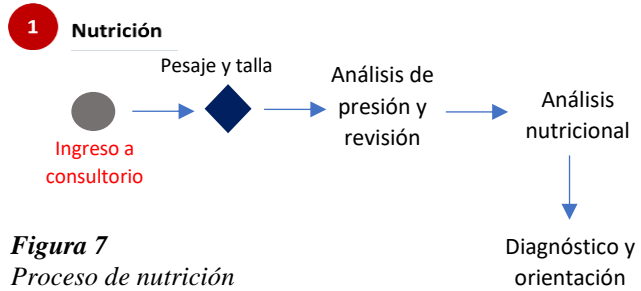 1
Nutrición
Pesaje y talla
Ingreso a
consultorio
Análisis de
presión y
revisión
Análisis
nutricional
Diagnóstico y
orientación
Figura 7
Proceso de nutrición